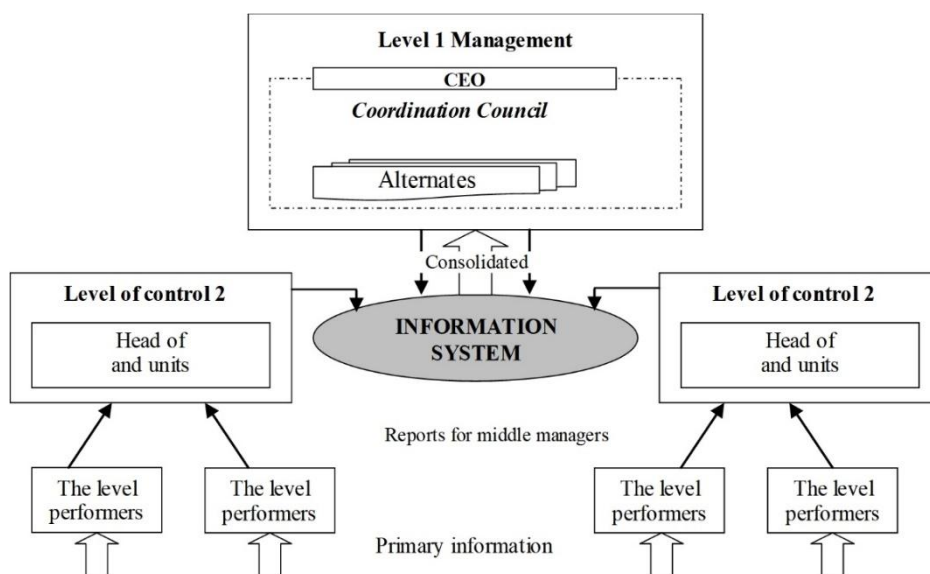 Level 1 Management
CEO
Coordination Council
Alternates
Consolidated
Level of control 2
Head of
and units
INFORMATION
SYSTEM
Level of control 2
Head of
and units
Reports for middle managers
The level
performers
The level
performers
The level
performers
The level
performers
Primary information